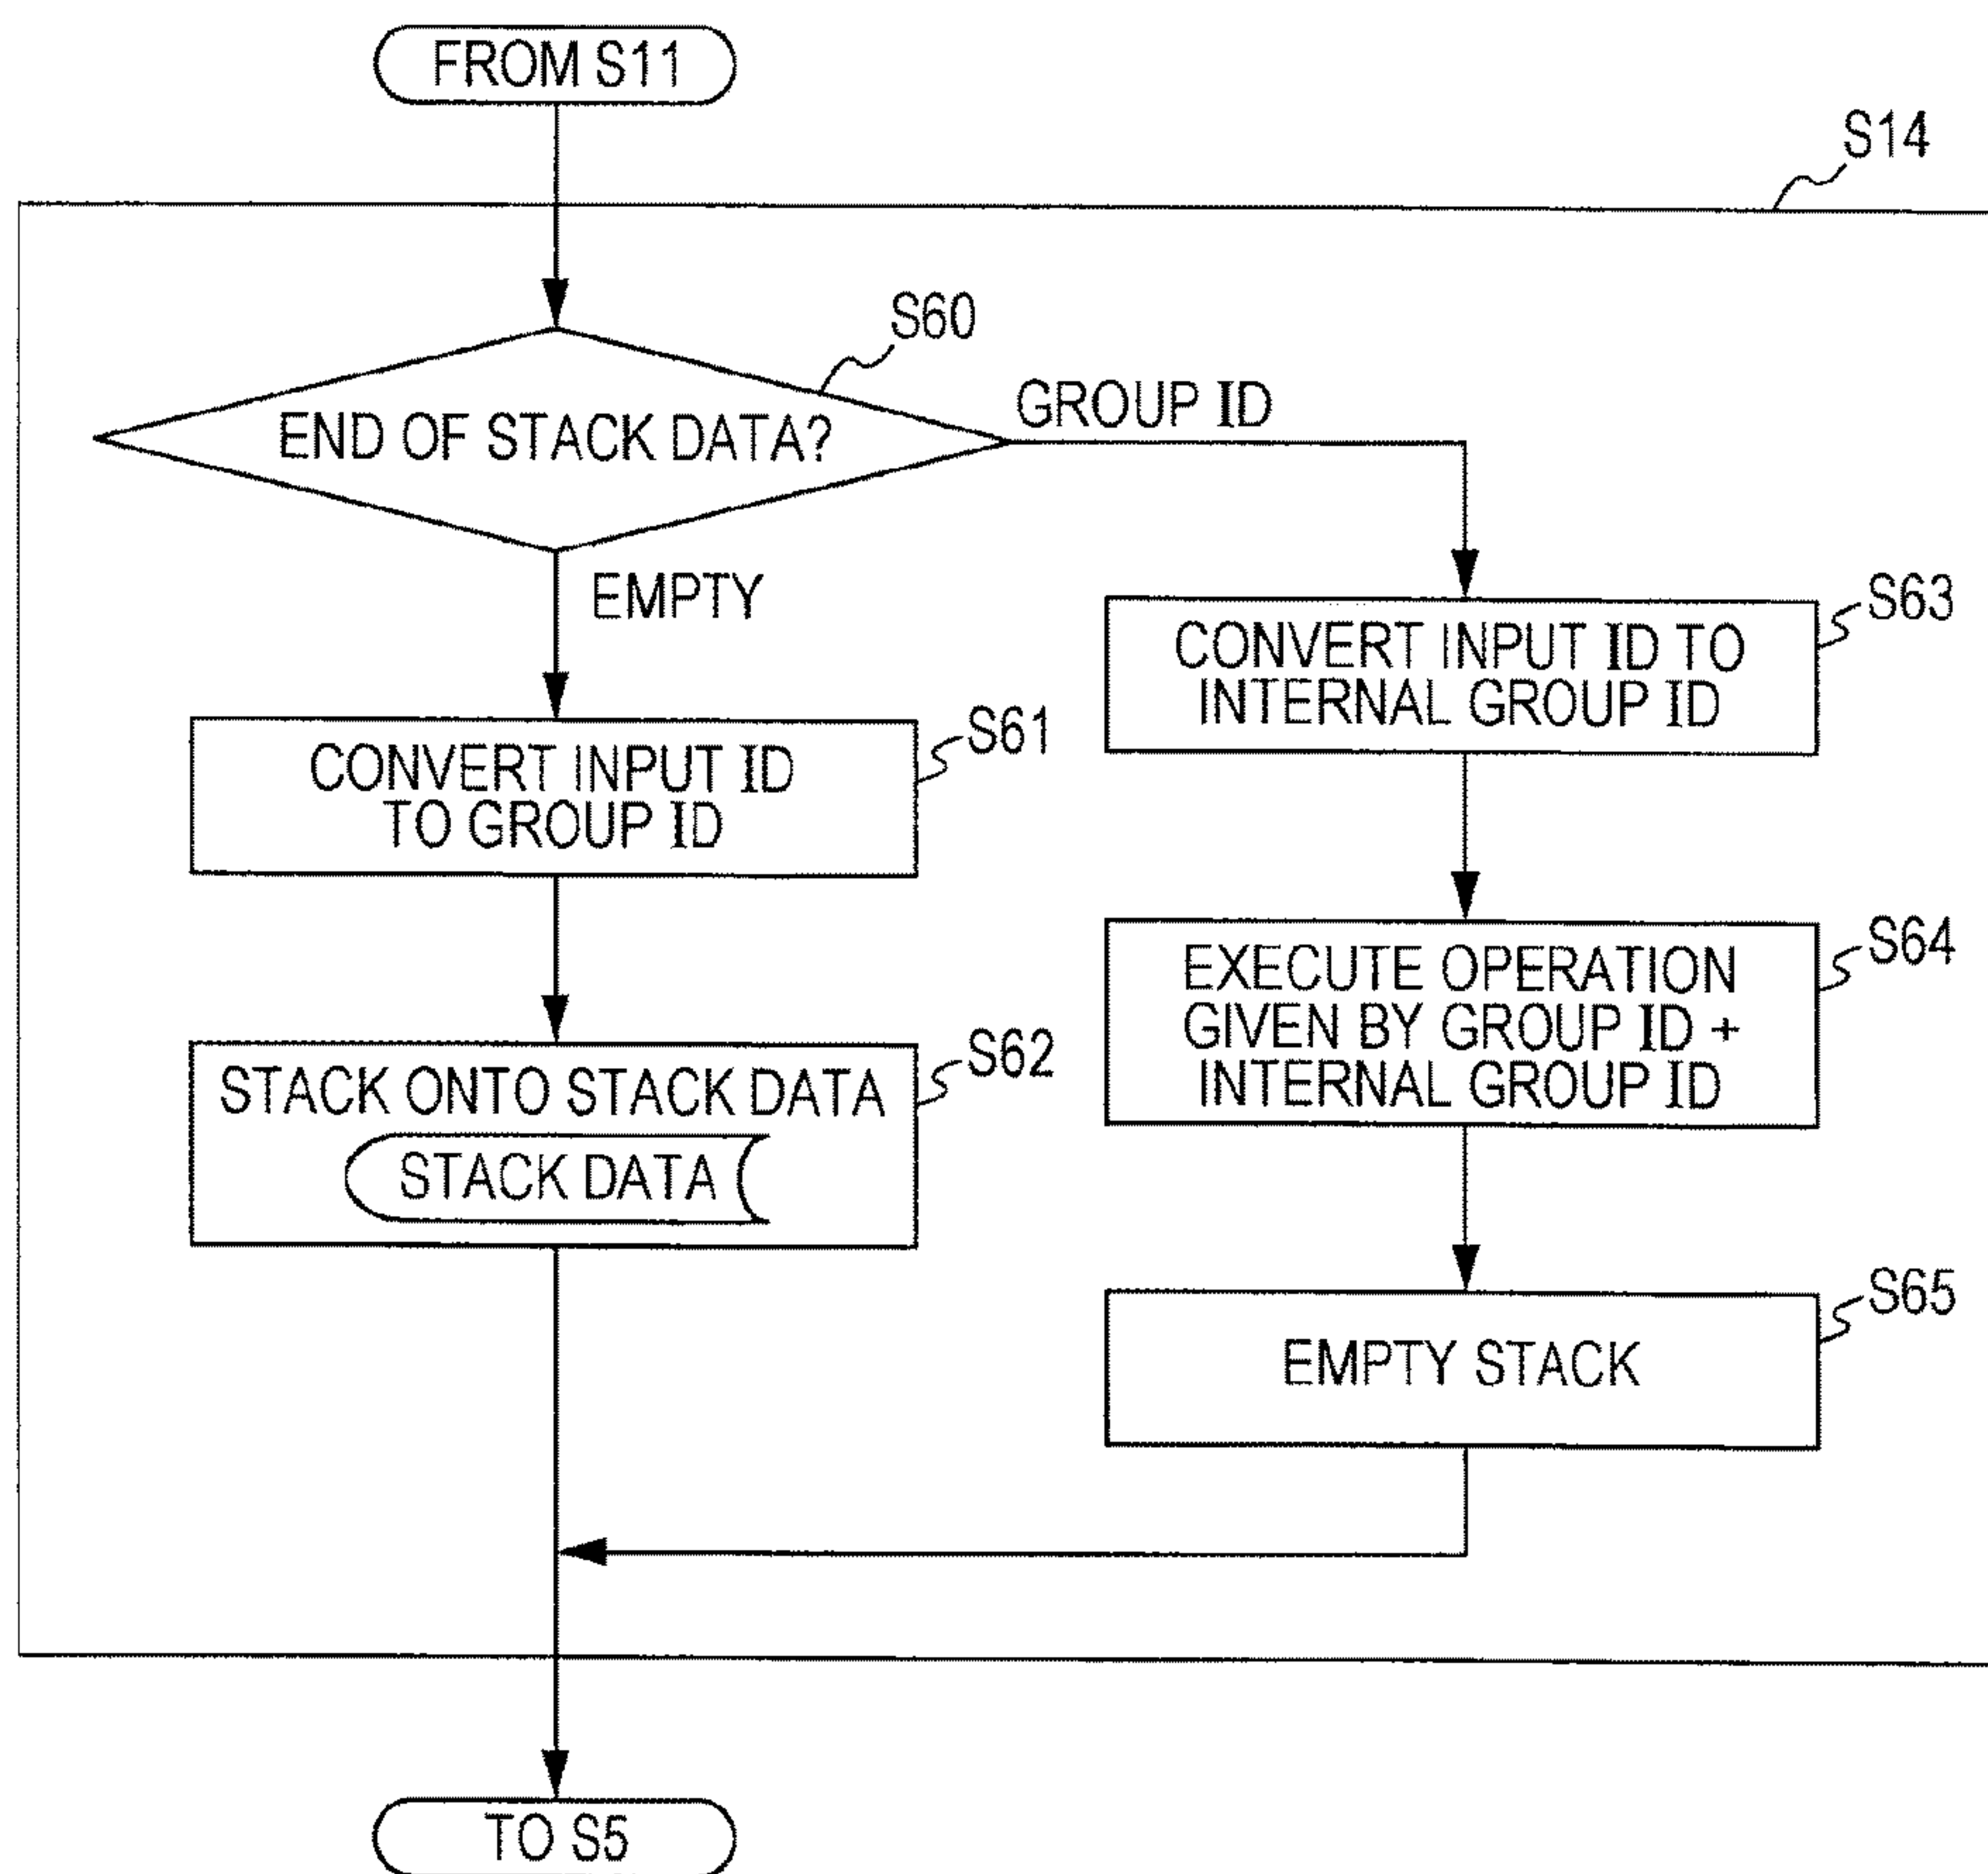 FROM S11
S14
S60
END OF STACK DATA?
GROUP ID
EMPTY
S63
CONVERT INPUT ID TO
INTERNAL GROUP ID
S61
CONVERT INPUT ID
TO GROUP ID
S64
EXECUTE OPERATION
GIVEN BY GROUP ID +
INTERNAL GROUP ID
S62
STACK ONTO STACK DATA
STACK DATA
S65
EMPTY STACK
TO S5